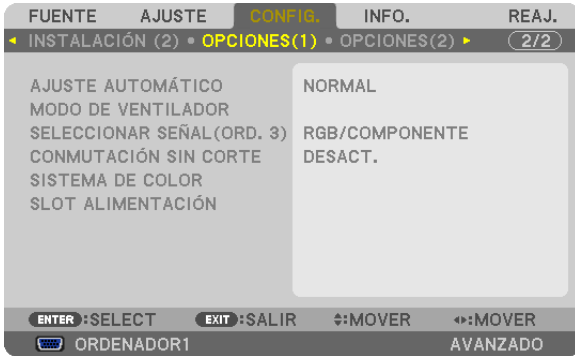 FUENTE AJUSTE CONFIG. INFO. REAJ.
INSTALACIÓN (2) • OPCIONES(1) • OPCIONES(2) 2/2
AJUSTE AUTOMÁTICO NORMAL
MODO DE VENTILADOR
SELECCIONAR SEÑAL(ORD. 3) RGB/COMPONENTE
CONMUTACIÓN SIN CORTE DESACT.
SISTEMA DE COLOR
SLOT ALIMENTACIÓN
ENTER :SELECT EXIT :SALIR :MOVER :MOVER
ORDENADOR1 AVANZADO